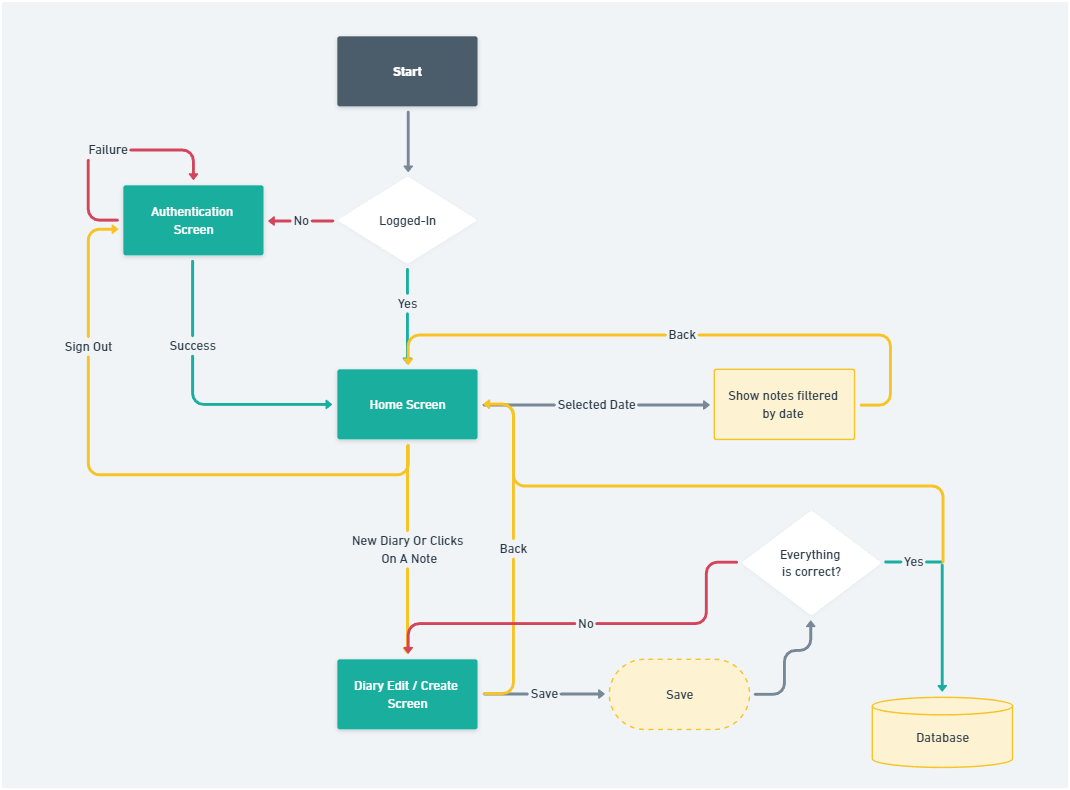 Start
Failure
Authentication
Screen
No
Logged-In
Yes
Sign Out
Success
Back
Home Screen
Selected Date
Show notes filtered
by date
New Diary Or Clicks
On A Note
Back
Everything
is correct?
Yes
No
Diary Edit / Create
Screen
Save
Save
Database